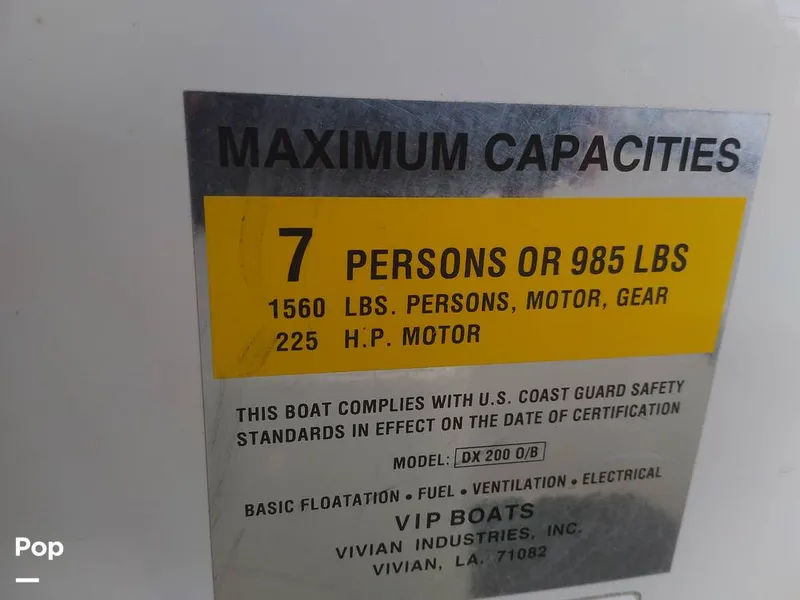 MAXIMUM CAPACITIES
7 PERSONS OR 985 LBS
1560 LBS. PERSONS, MOTOR, GEAR
225 H.P. MOTOR
THIS BOAT COMPLIES WITH U.S. COAST GUARD SAFETY
STANDARDS IN EFFECT ON THE DATE OF CERTIFICATION
MODEL: DX 200 O/B
BASIC FLOATATION • FUEL • VENTILATION • ELECTRICAL
VIP BOATS
VIVIAN INDUSTRIES, INC.
VIVIAN, LA. 71082
Pop